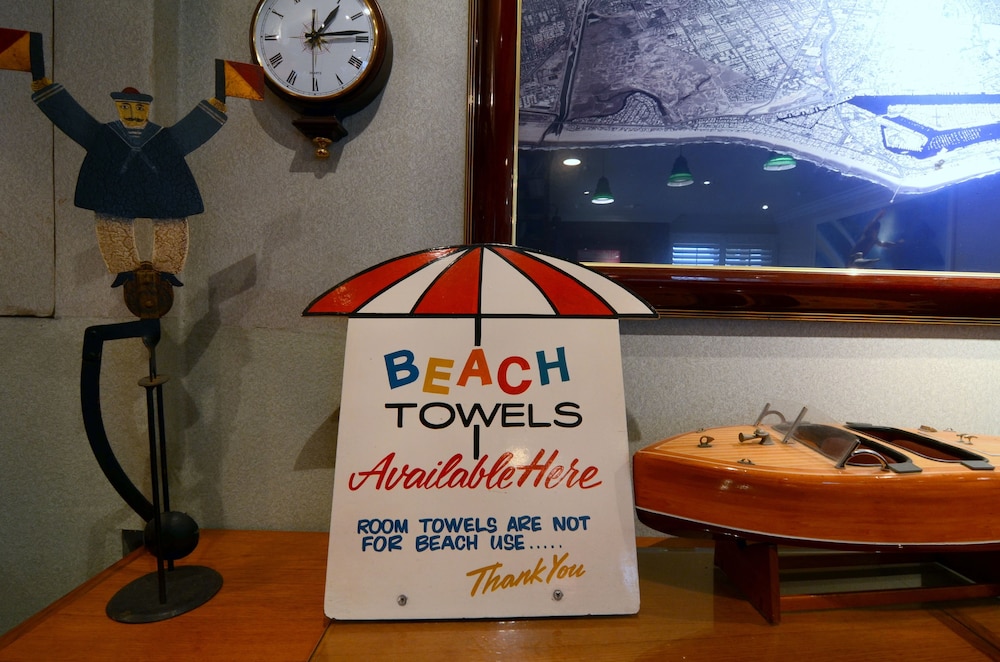 BEACH
TOWELS
Available Here
ROOM TOWELS ARE NOT
FOR BEACH USE.....
Thank You